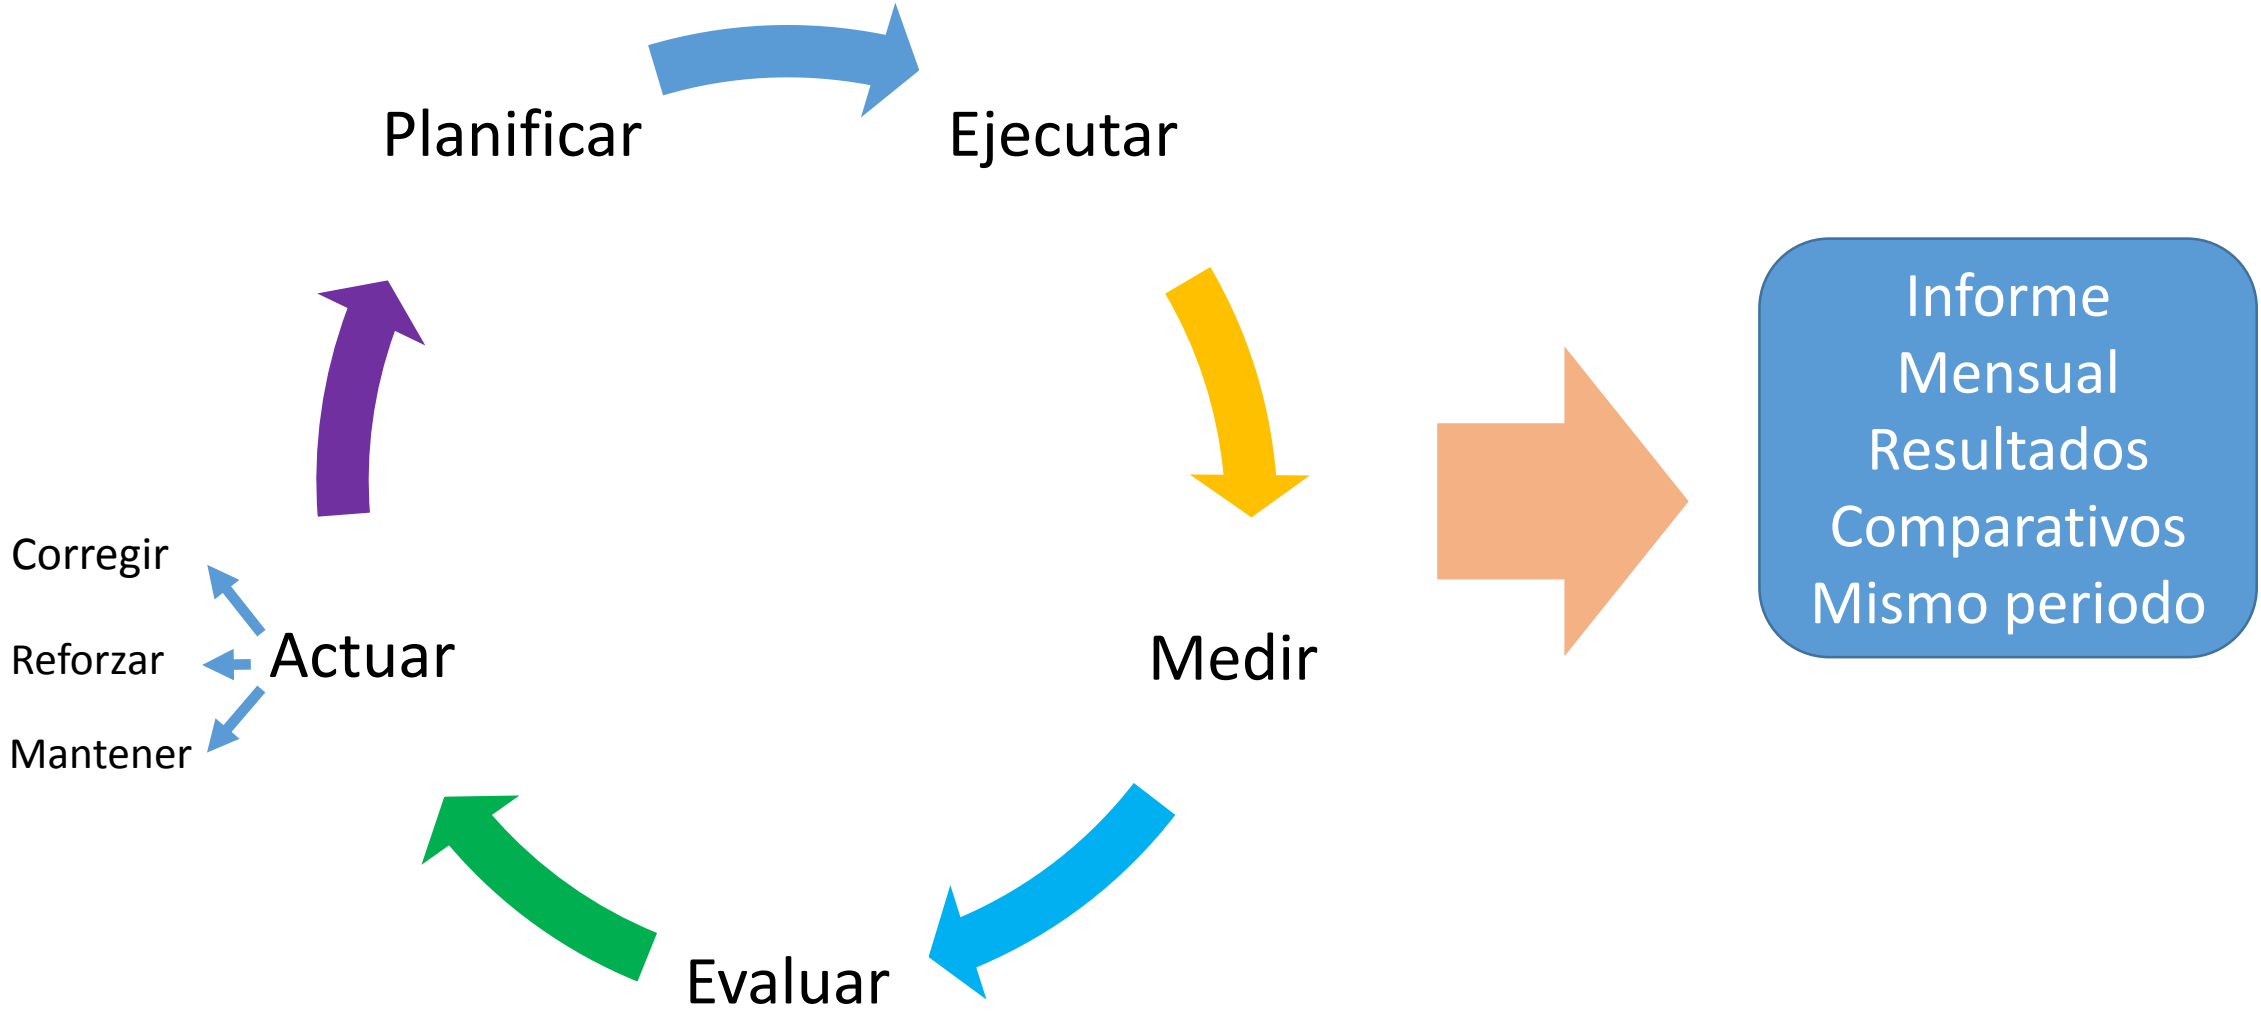 Planificar
Ejecutar
Informe
Mensual
Resultados
Comparativos
Mismo periodo
Corregir
Reforzar
Mantener
Actuar
Medir
Evaluar